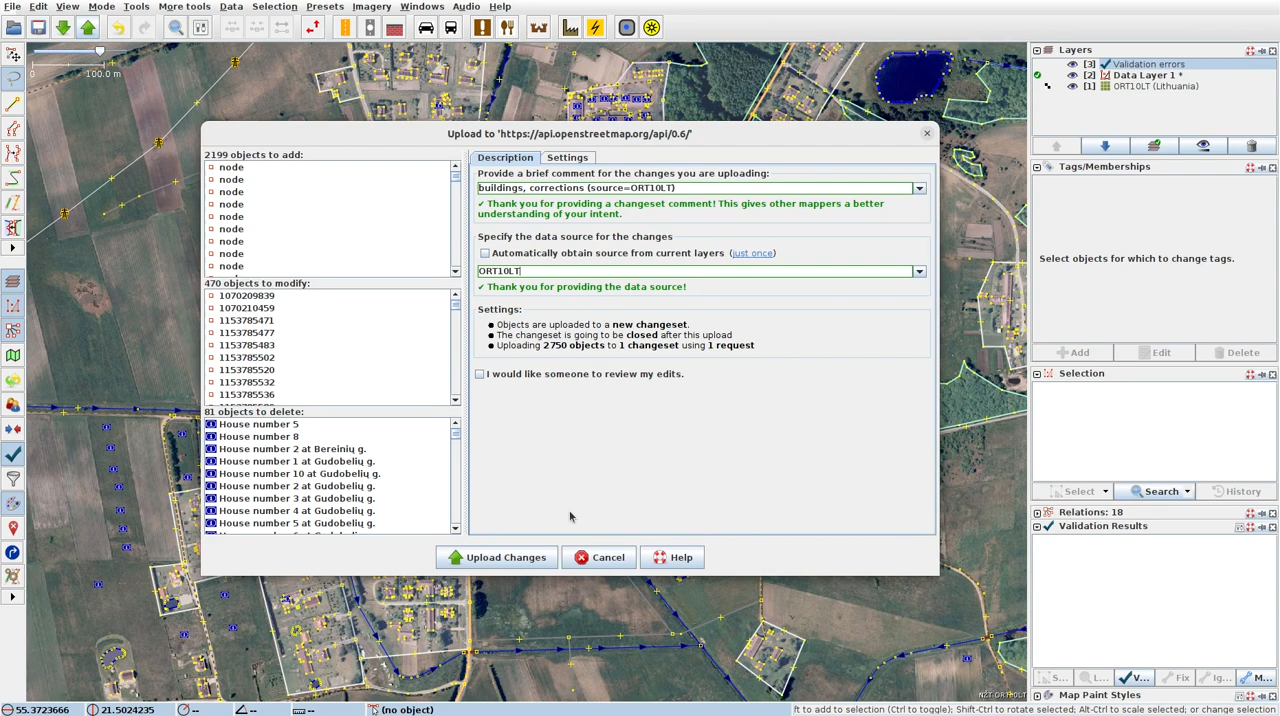 File Edit View Mode Tools More tools Data Selection Presets Imagery Windows Audio Help
0 100.0 m
Upload to 'https://api.openstreetmap.org/api/0.6/'
2199 objects to add:
node
node
node
node
node
node
node
node
node
470 objects to modify:
1070209839
1070210459
1153785471
1153785477
1153785483
1153785502
1153785520
1153785532
1153785536
81 objects to delete:
House number 5
House number 8
House number 2 at Bereinių g.
House number 1 at Gudobelių g.
House number 10 at Gudobelių g.
House number 2 at Gudobelių g.
House number 3 at Gudobelių g.
House number 4 at Gudobelių g.
House number 5 at Gudobelių g.
Description Settings
Provide a brief comment for the changes you are uploading:
buildings, corrections (source=ORT10LT)
✔ Thank you for providing a changeset comment! This gives other mappers a better
understanding of your intent.
Specify the data source for the changes
Automatically obtain source from current layers (just once)
ORT10LT
✔ Thank you for providing the data source!
Settings:
Objects are uploaded to a new changeset.
The changeset is going to be closed after this upload
Uploading 2 750 objects to 1 changeset using 1 request
I would like someone to review my edits.
Upload Changes Cancel Help
Layers
[3] Validation errors
[2] Data Layer 1 *
[1] ORT10LT (Lithuania)
Tags/Memberships
Select objects for which to change tags.
Add Edit Delete
Selection
Select Search History
Relations: 18
Validation Results
S... L... V... Fix Ig... M...
Map Paint Styles
NŽT ORT10LT
55.3723666 21.5024235 -- -- -- (no object) ft to add to selection (Ctrl to toggle); Shift-Ctrl to rotate selected; Alt-Ctrl to scale selected; or change selection